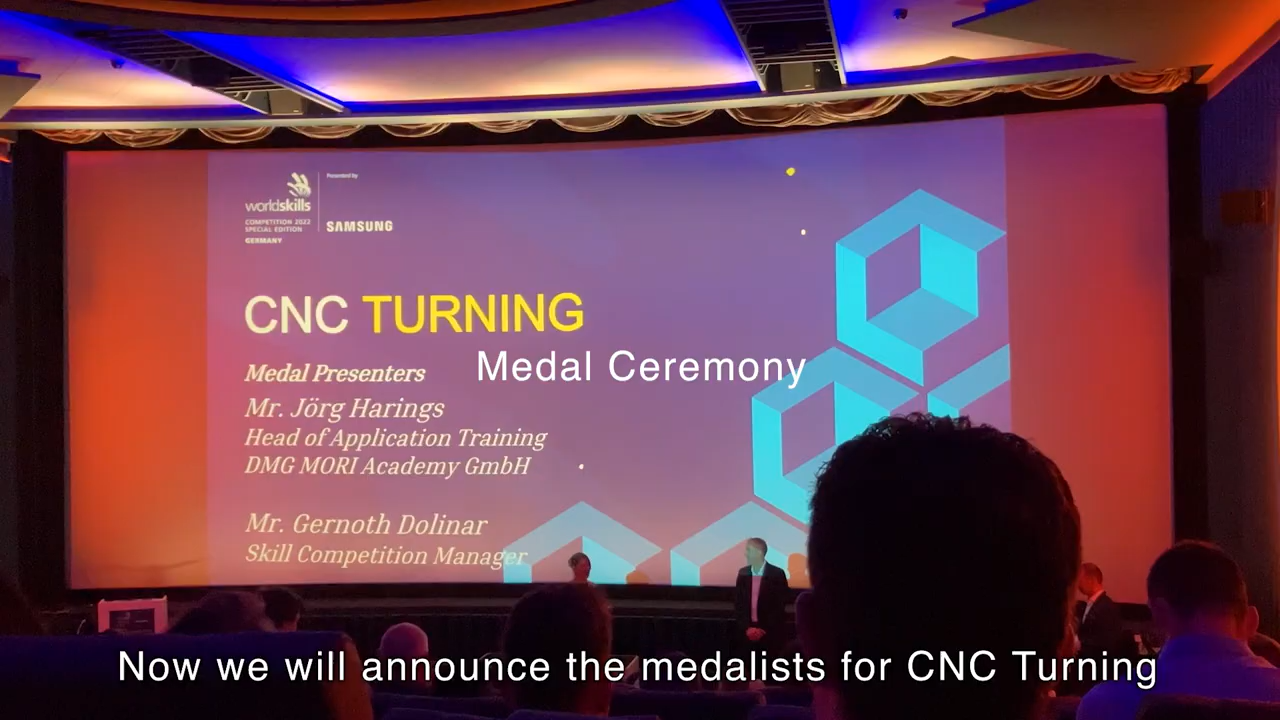 worldskills
COMPETITION 2022
SPECIAL EDITION
GERMANY
Presented by
SAMSUNG
CNC TURNING
Medal Presenters
Medal Ceremony
Mr. Jörg Harings
Head of Application Training
DMG MORI Academy GmbH
Mr. Gernoth Dolinar
Skill Competition Manager
Now we will announce the medalists for CNC Turning